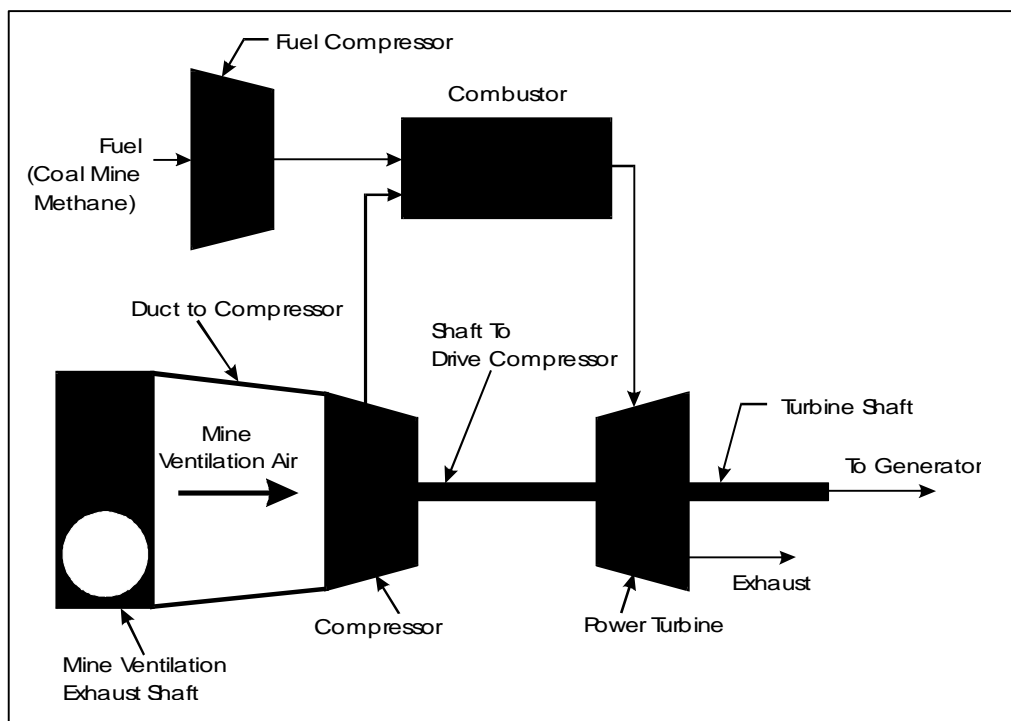 Fuel Compressor
Combustor
Fuel
(Coal Mine
Methane)
Duct to Compressor
Shaft To
Drive Compressor
Turbine Shaft
Mine
Ventilation Air
To Generator
Exhaust
Compressor
Power Turbine
Mine Ventilation
Exhaust Shaft